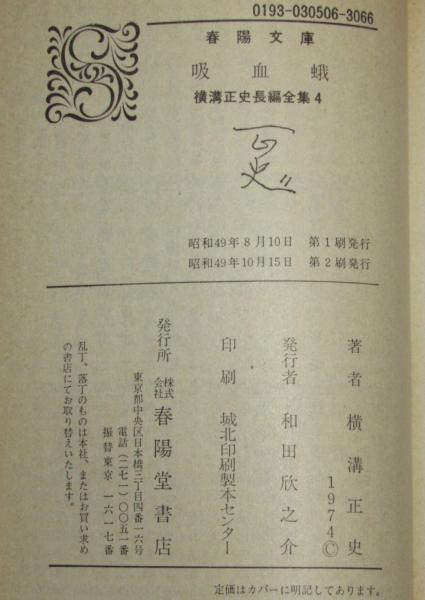 0193-030506-3066
春陽文庫
吸血蛾
横溝正史長編全集4
正史
昭和49年8月10日 第1刷発行
昭和49年10月15日 第2刷発行
著者 横溝正史
1974©
発行者 和田欣之介
印刷 城北印刷製本センター
発行所 株式会社 春陽堂書店
東京都中央区日本橋三丁目四番一六号
電話(二七一)〇〇五一番
振替東京一六一七番
乱丁、落丁のものは本社、またはお買い求め
の書店にてお取り替えいたします。
定価はカバーに明記してあります。